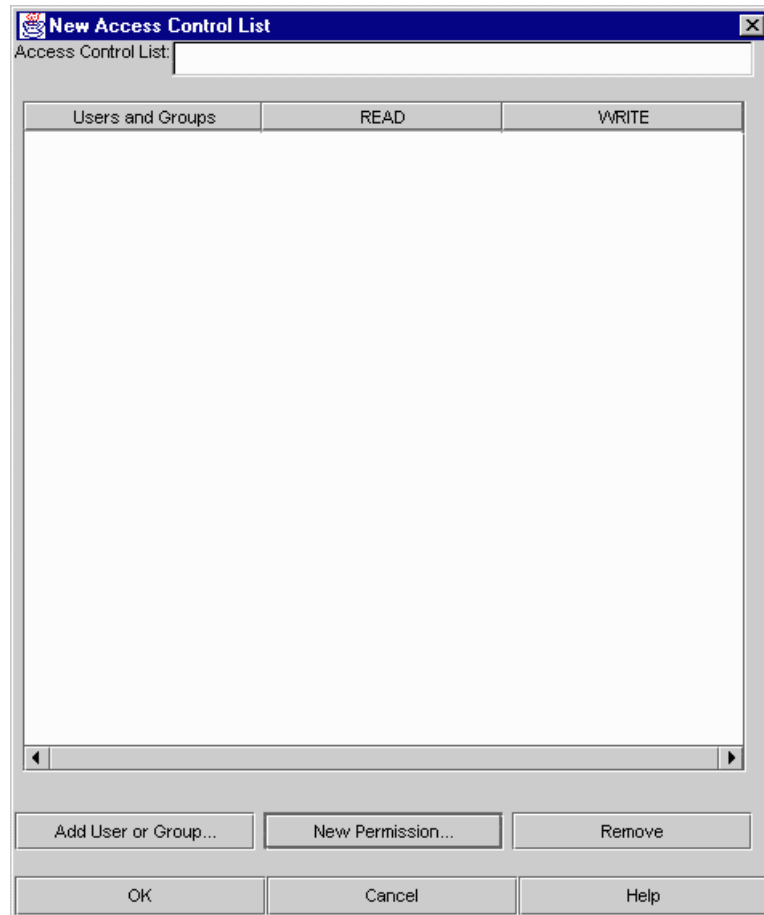 New Access Control List
Access Control List:
Users and Groups READ WRITE
Add User or Group... New Permission... Remove
OK Cancel Help